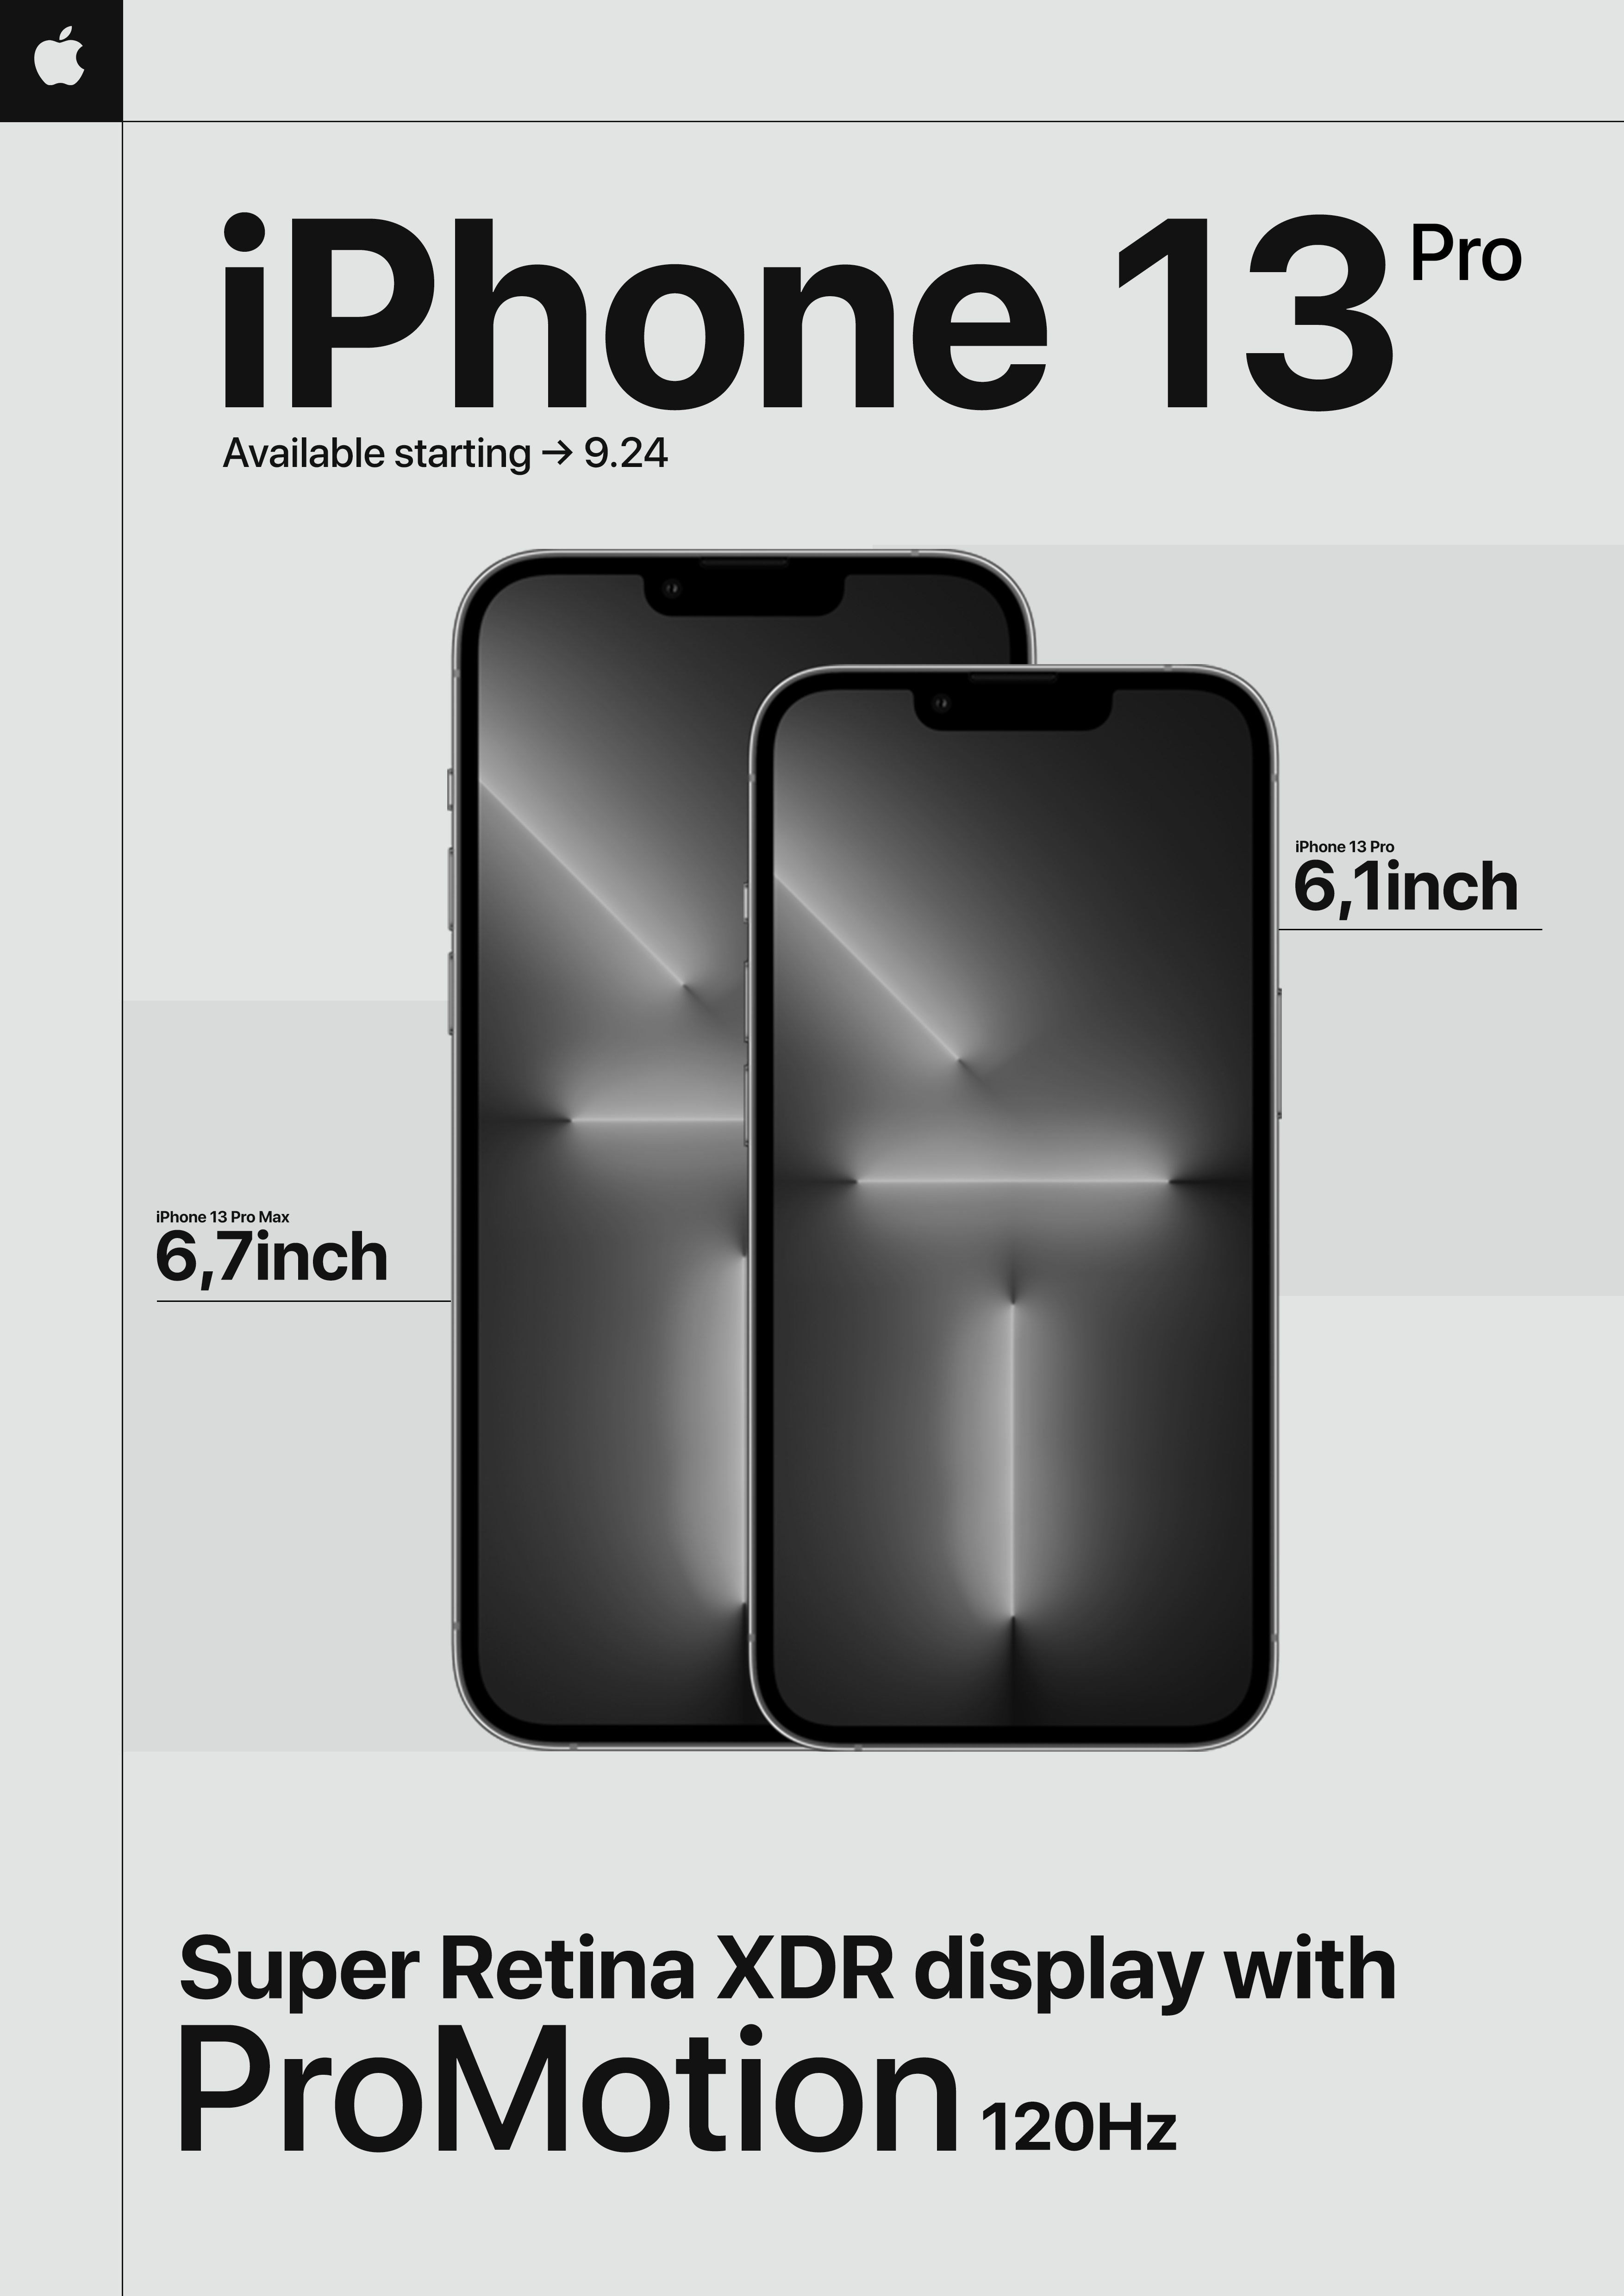 iPhone 13 Pro
Available starting → 9.24
iPhone 13 Pro
6,1inch
iPhone 13 Pro Max
6,7inch
Super Retina XDR display with
ProMotion 120Hz